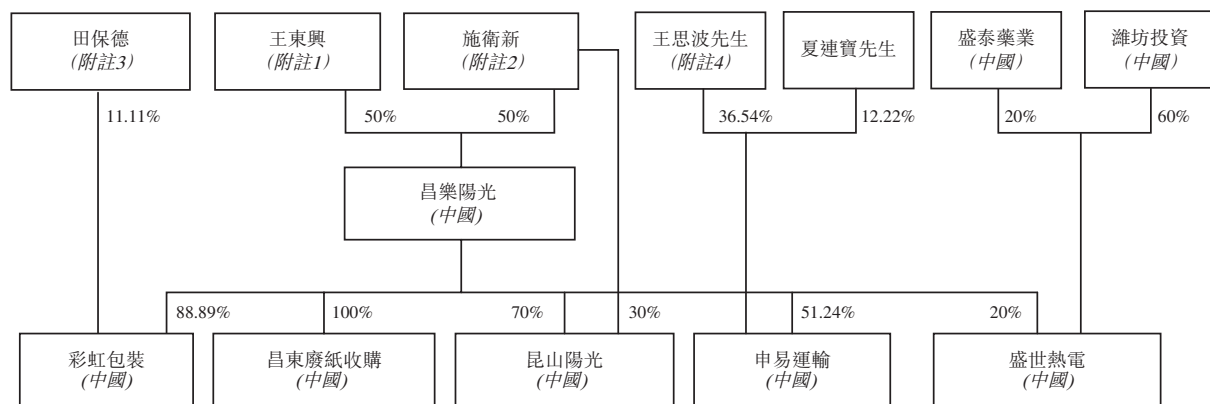 田保德
（附註3）
王東興
（附註1）
施衛新
（附註2）
王思波先生
（附註4）
夏連寶先生
盛泰藥業
（中國）
濰坊投資
（中國）
11.11%
50%
50%
36.54%
12.22%
20%
60%
昌樂陽光
(中國)
88.89%
100%
70%
30%
51.24%
20%
彩虹包裝
(中國)
昌東廢紙收購
(中國)
昆山陽光
(中國)
申易運輸
(中國)
盛世熱電
(中國)